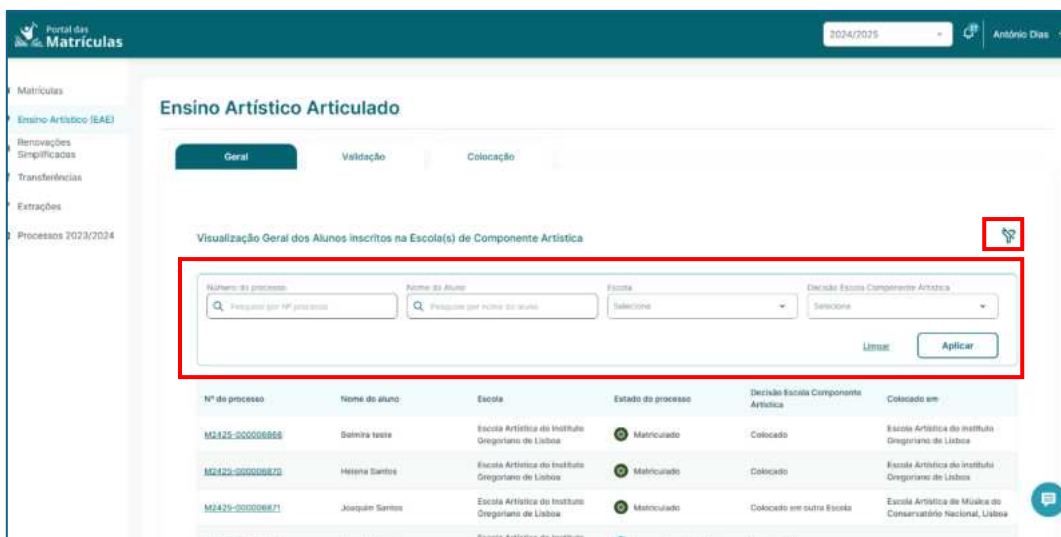 Portal das
Matrículas
2024/2025
António Dias
Matrículas
Ensino Artístico (EAE)
Renovações
Simplificadas
Transferências
Extrações
Processos 2023/2024
Ensino Artístico Articulado
Geral
Validação
Colocação
Visualização Geral dos Alunos inscritos na Escola(s) de Componente Artística
Número do processo
Nome do Aluno
Escola
Decisão Escola Componente Artística
Pesquise por Nº processo
Pesquise por nome do aluno
Selecione
Selecione
Limpar
Aplicar
Nº do processo
Nome do aluno
Escola
Estado do processo
Decisão Escola Componente
Artística
Colocado em
M2425-000006866
Belmira teste
Escola Artística do Instituto
Gregoriano de Lisboa
Matriculado
Colocado
Escola Artística do Instituto
Gregoriano de Lisboa
M2425-000006870
Helena Santos
Escola Artística do Instituto
Gregoriano de Lisboa
Matriculado
Colocado
Escola Artística do Instituto
Gregoriano de Lisboa
M2425-000006871
Joaquim Santos
Escola Artística do Instituto
Gregoriano de Lisboa
Matriculado
Colocado em outra Escola
Escola Artística de Música do
Conservatório Nacional, Lisboa
Escola Artística do Instituto